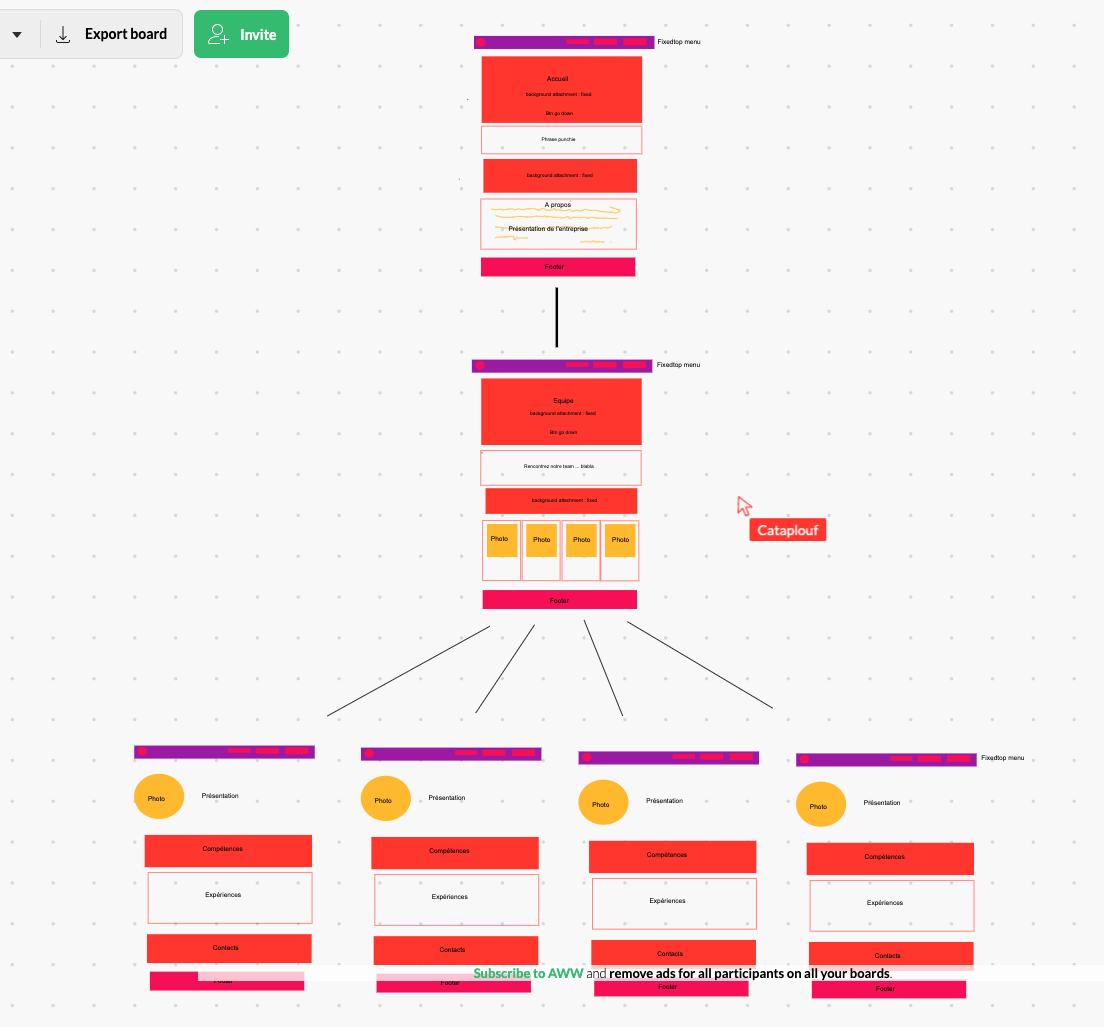 Export board
Invite
Fixedtop menu
Accueil
background attachment : fixed
Btn go down
Phrase punchie
background attachment : fixed
A propos
Présentation de l'entreprise
Footer
Fixedtop menu
Equipe
background attachment : fixed
Btn go down
Rencontrez notre team ... blabla
background attachment : fixed
Cataplouf
Photo Photo Photo Photo
Footer
Fixedtop menu
Photo Présentation Photo Présentation Photo Présentation Photo Présentation
Compétences Compétences Compétences Compétences
Expériences Expériences Expériences Expériences
Contacts Contacts Contacts Contacts
Subscribe to AWW and remove ads for all participants on all your boards.
Footer Footer Footer Footer